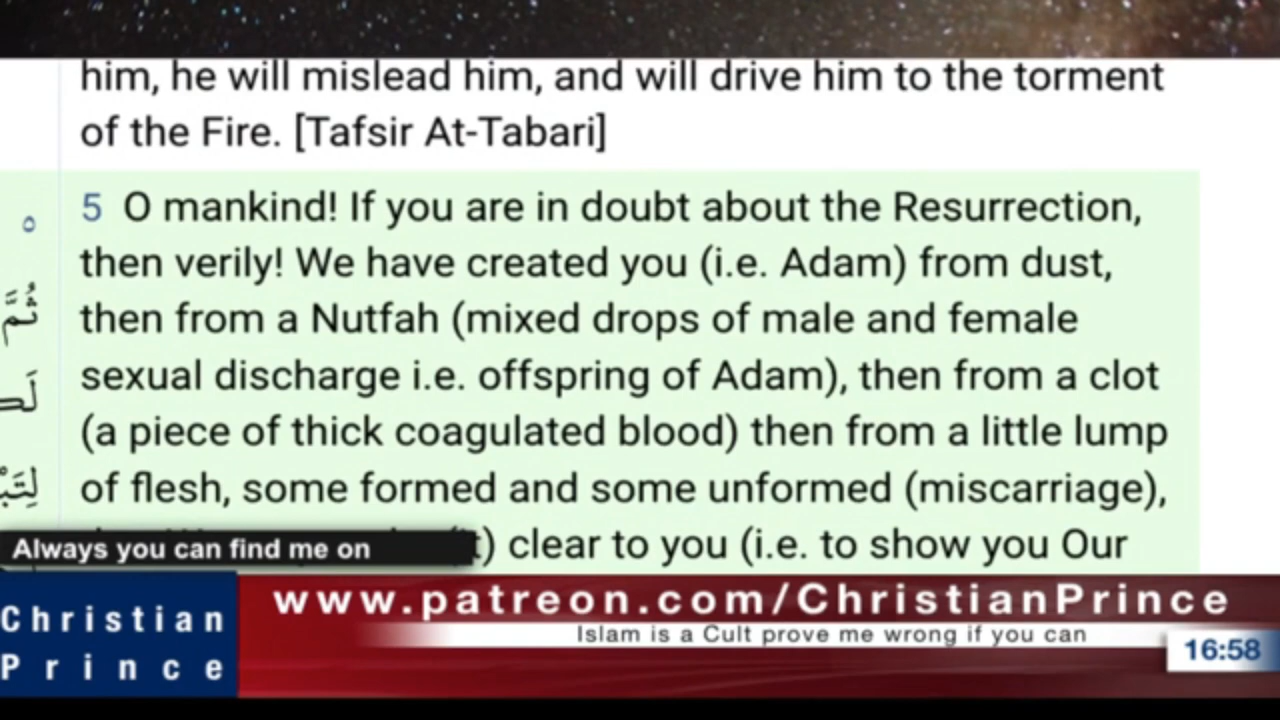 him, he will mislead him, and will drive him to the torment
of the Fire. [Tafsir At-Tabari]
5 O mankind! If you are in doubt about the Resurrection,
then verily! We have created you (i.e. Adam) from dust,
then from a Nutfah (mixed drops of male and female
sexual discharge i.e. offspring of Adam), then from a clot
(a piece of thick coagulated blood) then from a little lump
of flesh, some formed and some unformed (miscarriage),
clear to you (i.e. to show you Our
٥
ثُمَّ
Always you can find me on
Christian
Prince
www.patreon.com/ChristianPrince
Islam is a Cult prove me wrong if you can
16:58